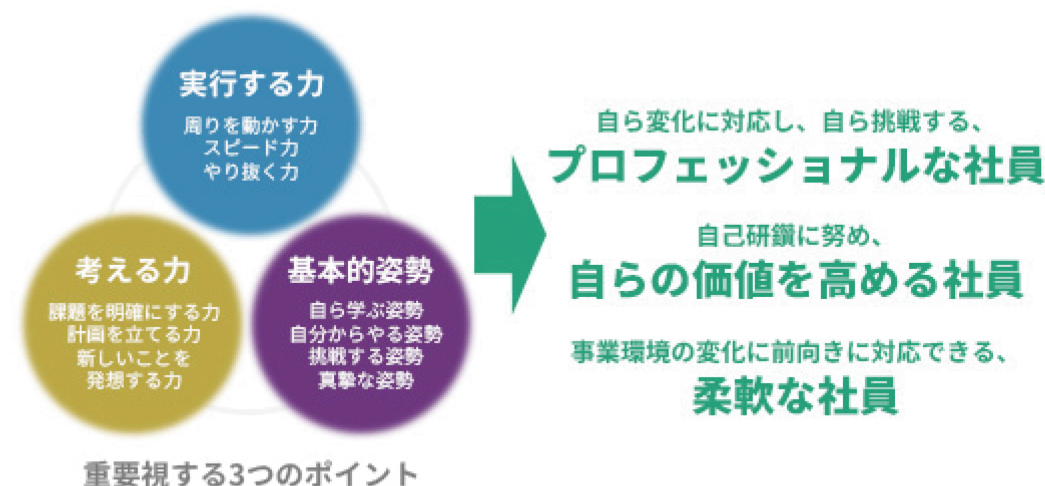 実行する力
周りを動かす力
スピード力
やり抜く力
考える力
課題を明確にする力
計画を立てる力
新しいことを
発想する力
基本的姿勢
自ら学ぶ姿勢
自分からやる姿勢
挑戦する姿勢
真摯な姿勢
重要視する3つのポイント
自ら変化に対応し、自ら挑戦する、
プロフェッショナルな社員
自己研鑽に努め、
自らの価値を高める社員
事業環境の変化に前向きに対応できる、
柔軟な社員